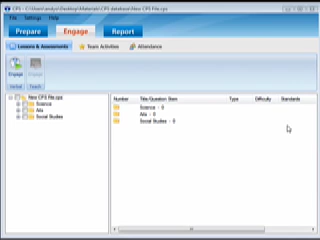 CPS - C:\Users\andyo\Desktop\Materials\CPS database\New CPS File.cps
File Settings Help
Prepare Engage Report
Lessons & Assessments Team Activities Attendance
Engage
Verbal Teach
New CPS File.cps
Science
Arts
Social Studies
Number Title/Question Stem Type Difficulty Standards
Science - 0
Arts - 0
Social Studies - 0